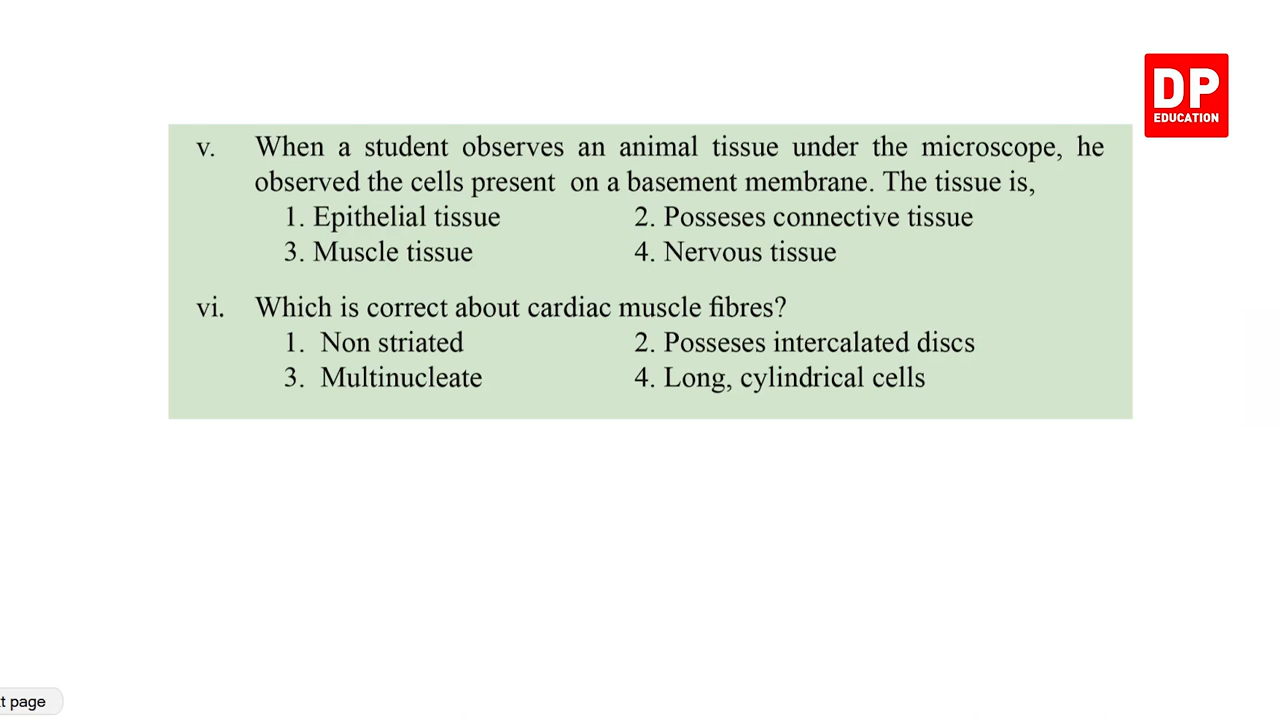 DP
EDUCATION
v. When a student observes an animal tissue under the microscope, he
observed the cells present on a basement membrane. The tissue is,
1. Epithelial tissue 2. Posseses connective tissue
3. Muscle tissue 4. Nervous tissue
vi. Which is correct about cardiac muscle fibres?
1. Non striated 2. Posseses intercalated discs
3. Multinucleate 4. Long, cylindrical cells
t page